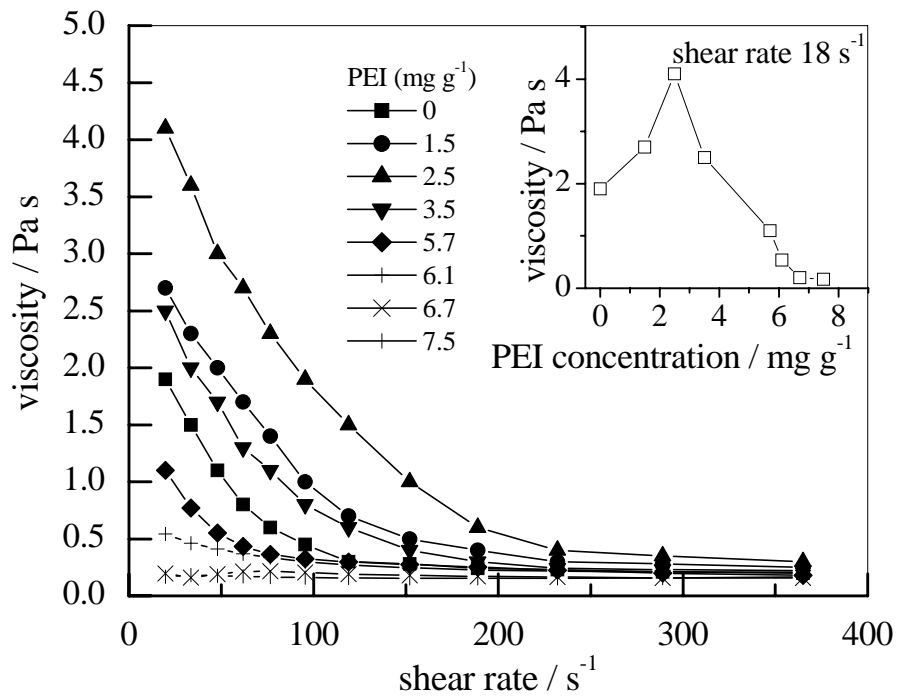 5.0
4.5
4.0
3.5
3.0
2.5
2.0
1.5
1.0
0.5
0.0
viscosity / Pa s
0 100 200 300 400
shear rate / s⁻¹
PEI (mg g⁻¹)
0
1.5
2.5
3.5
5.7
6.1
6.7
7.5
shear rate 18 s⁻¹
4
2
0
viscosity / Pa s
0 2 4 6 8
PEI concentration / mg g⁻¹